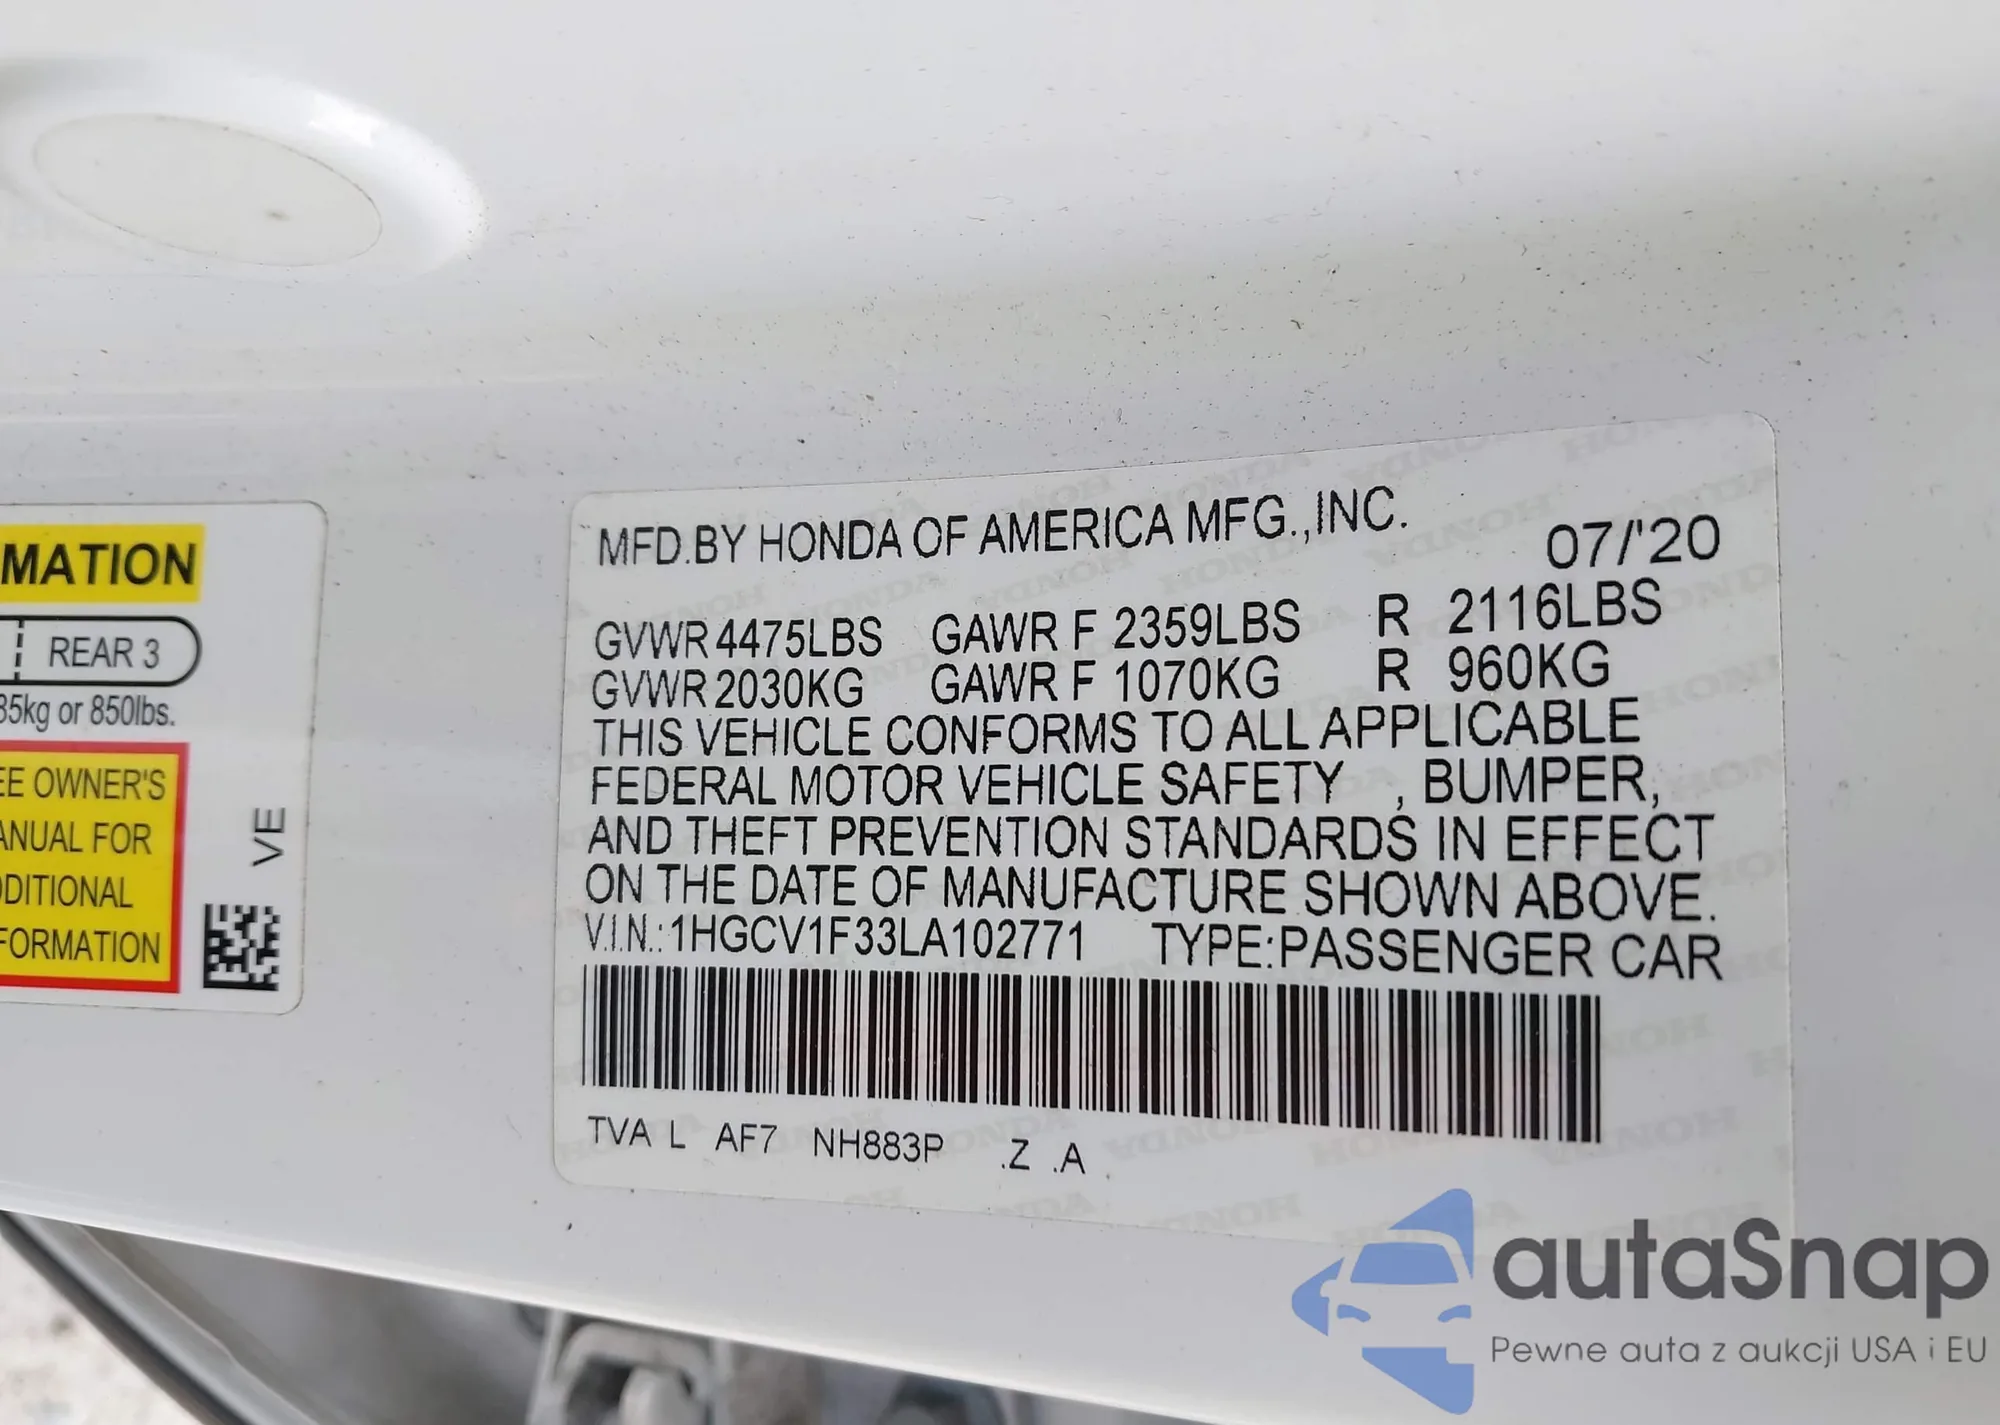 MATION
REAR 3
35kg or 850lbs.
EE OWNER'S
ANUAL FOR
DDITIONAL
FORMATION
VE
MFD.BY HONDA OF AMERICA MFG.,INC.
07/'20
GVWR 4475LBS GAWR F 2359LBS R 2116LBS
GVWR 2030KG GAWR F 1070KG R 960KG
THIS VEHICLE CONFORMS TO ALL APPLICABLE
FEDERAL MOTOR VEHICLE SAFETY , BUMPER,
AND THEFT PREVENTION STANDARDS IN EFFECT
ON THE DATE OF MANUFACTURE SHOWN ABOVE.
V.I.N.: 1HGCV1F33LA102771 TYPE:PASSENGER CAR
TVA L AF7 NH883P .Z .A
autaSnap
Pewne auta z aukcji USA i EU